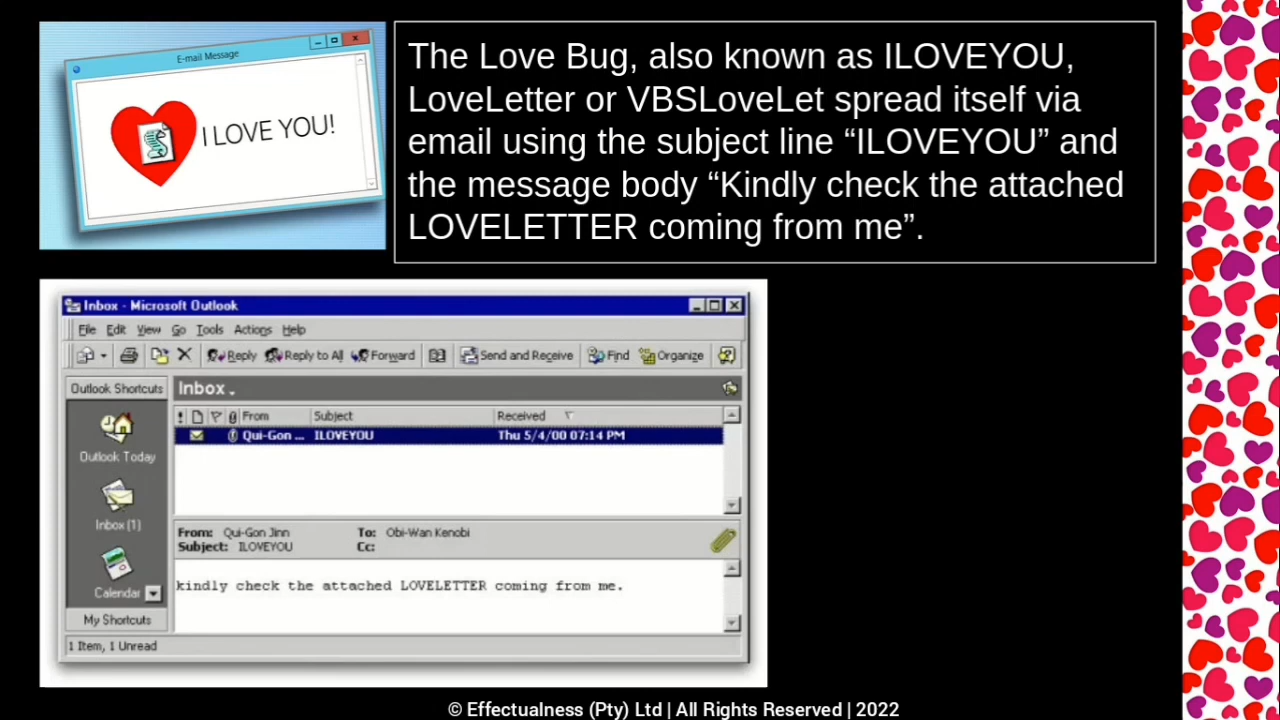 E-mail Message
I LOVE YOU!
The Love Bug, also known as ILOVEYOU,
LoveLetter or VBSLoveLet spread itself via
email using the subject line “ILOVEYOU” and
the message body “Kindly check the attached
LOVELETTER coming from me”.
Inbox - Microsoft Outlook
File Edit View Go Tools Actions Help
Reply Reply to All Forward Send and Receive Find Organize
Outlook Shortcuts Inbox
! From Subject Received
Qui-Gon ... ILOVEYOU Thu 5/4/00 07:14 PM
Outlook Today
Inbox (1)
From: Qui-Gon Jinn To: Obi-Wan Kenobi
Subject: ILOVEYOU Cc:
kindly check the attached LOVELETTER coming from me.
Calendar
My Shortcuts
1 Item, 1 Unread
© Effectualness (Pty) Ltd | All Rights Reserved | 2022